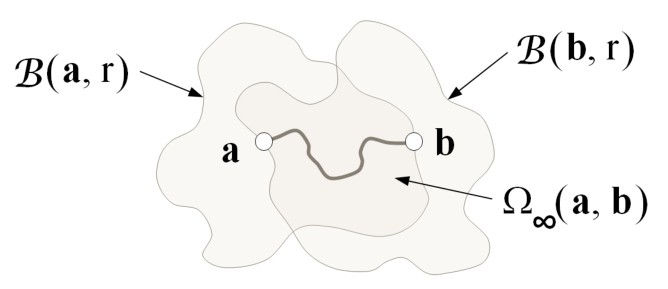 𝓑(a, r)
𝓑(b, r)
a
b
Ω∞(a, b)